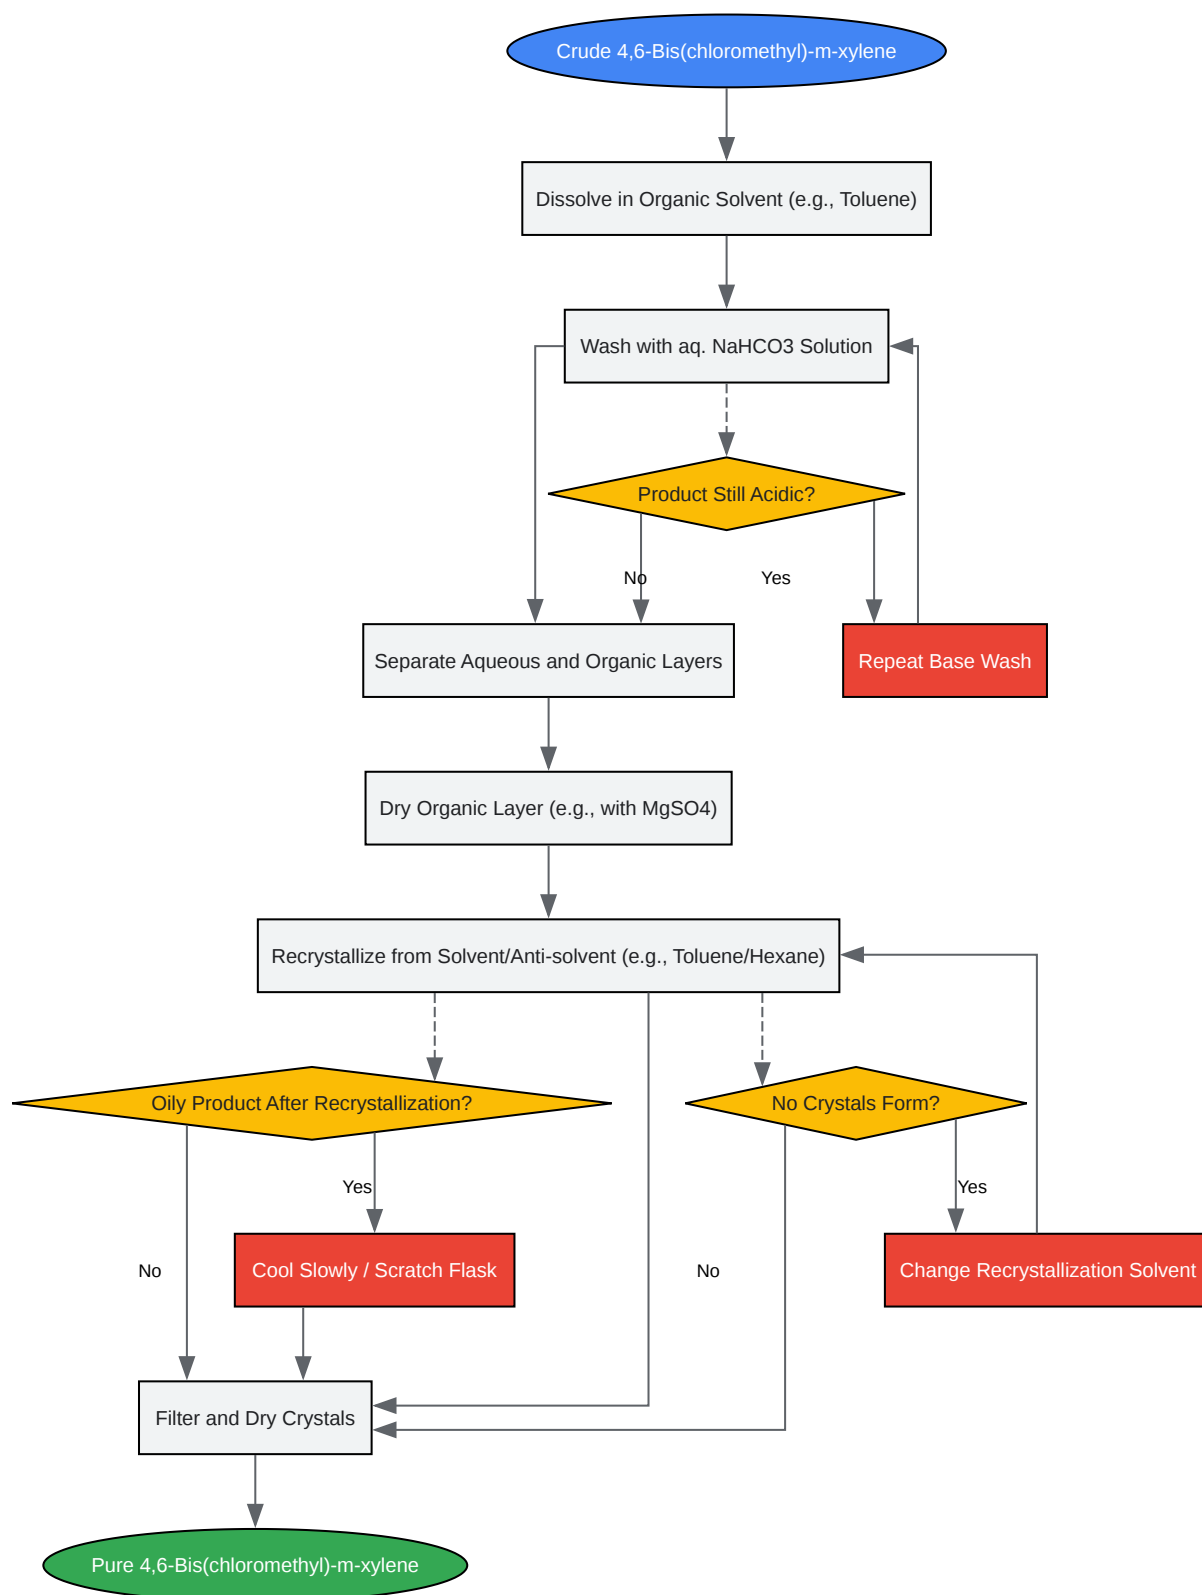 Crude 4,6-Bis(chloromethyl)-m-xylene
Dissolve in Organic Solvent (e.g., Toluene)
Wash with aq. NaHCO3 Solution
Product Still Acidic?
No
Yes
Separate Aqueous and Organic Layers
Repeat Base Wash
Dry Organic Layer (e.g., with MgSO4)
Recrystallize from Solvent/Anti-solvent (e.g., Toluene/Hexane)
Oily Product After Recrystallization?
No Crystals Form?
Yes
Yes
No
Cool Slowly / Scratch Flask
No
Change Recrystallization Solvent
Filter and Dry Crystals
Pure 4,6-Bis(chloromethyl)-m-xylene